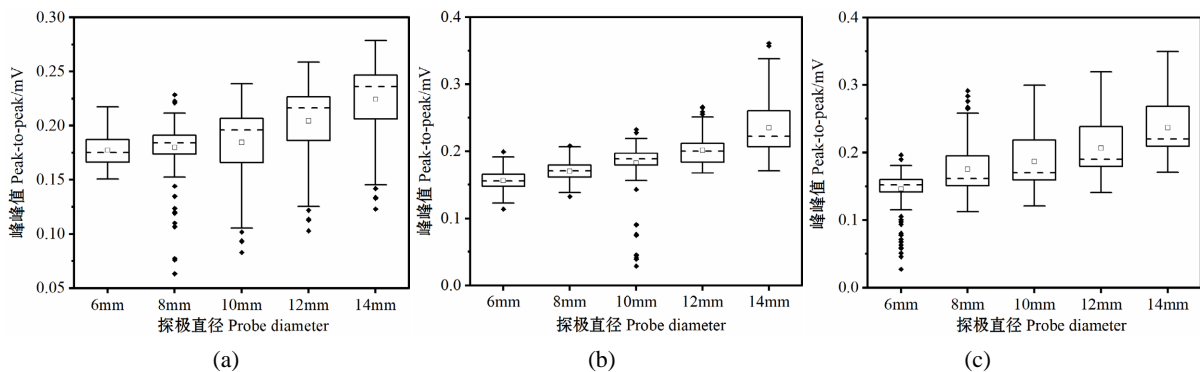 峰峰值 Peak-to-peak/mV
0.30
0.25
0.20
0.15
0.10
0.05
6mm 8mm 10mm 12mm 14mm
探极直径 Probe diameter
(a)
峰峰值 Peak-to-peak/mV
0.4
0.3
0.2
0.1
0.0
6mm 8mm 10mm 12mm 14mm
探极直径 Probe diameter
(b)
峰峰值 Peak-to-peak/mV
0.4
0.3
0.2
0.1
0.0
6mm 8mm 10mm 12mm 14mm
探极直径 Probe diameter
(c)